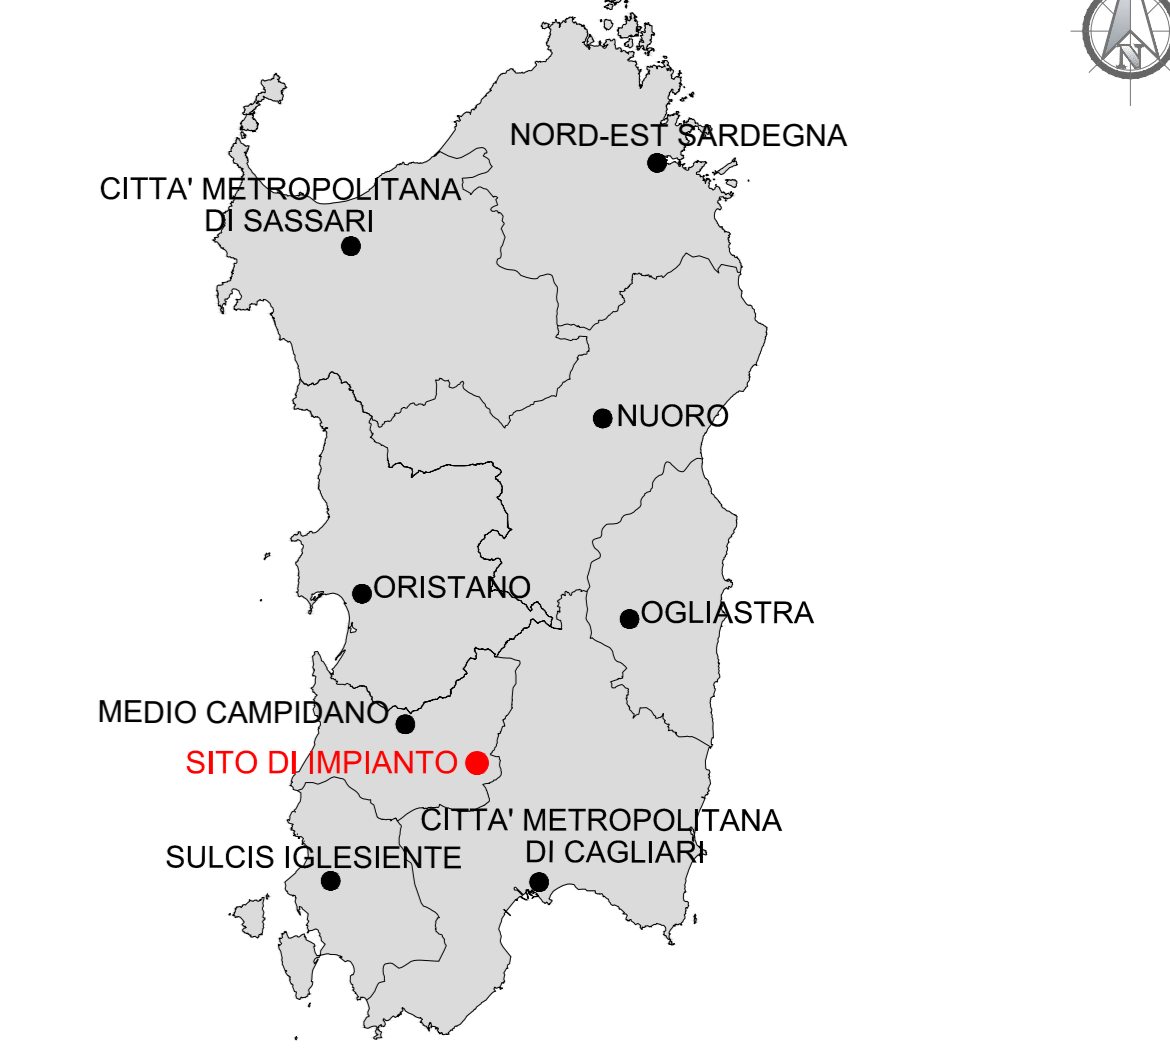 N
NORD-EST SARDEGNA
CITTA' METROPOLITANA
DI SASSARI
NUORO
ORISTANO
OGLIASTRA
MEDIO CAMPIDANO
SITO DI IMPIANTO
CITTA' METROPOLITANA
DI CAGLIARI
SULCIS IGLESIENTE